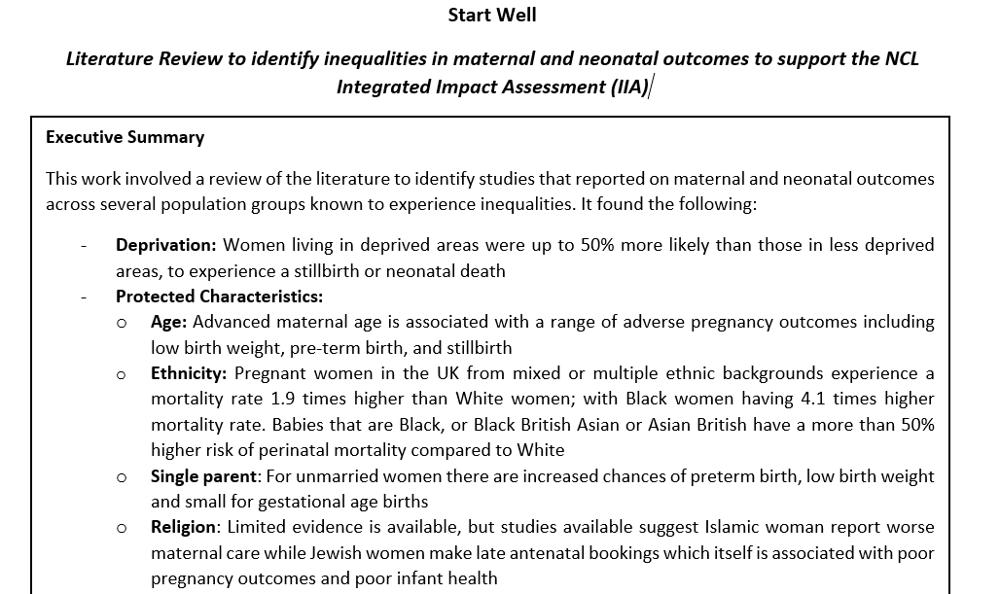 Start Well
Literature Review to identify inequalities in maternal and neonatal outcomes to support the NCL
Integrated Impact Assessment (IIA)
Executive Summary
This work involved a review of the literature to identify studies that reported on maternal and neonatal outcomes
across several population groups known to experience inequalities. It found the following:
- Deprivation: Women living in deprived areas were up to 50% more likely than those in less deprived
areas, to experience a stillbirth or neonatal death
- Protected Characteristics:
o Age: Advanced maternal age is associated with a range of adverse pregnancy outcomes including
low birth weight, pre-term birth, and stillbirth
o Ethnicity: Pregnant women in the UK from mixed or multiple ethnic backgrounds experience a
mortality rate 1.9 times higher than White women; with Black women having 4.1 times higher
mortality rate. Babies that are Black, or Black British Asian or Asian British have a more than 50%
higher risk of perinatal mortality compared to White
o Single parent: For unmarried women there are increased chances of preterm birth, low birth weight
and small for gestational age births
o Religion: Limited evidence is available, but studies available suggest Islamic woman report worse
maternal care while Jewish women make late antenatal bookings which itself is associated with poor
pregnancy outcomes and poor infant health